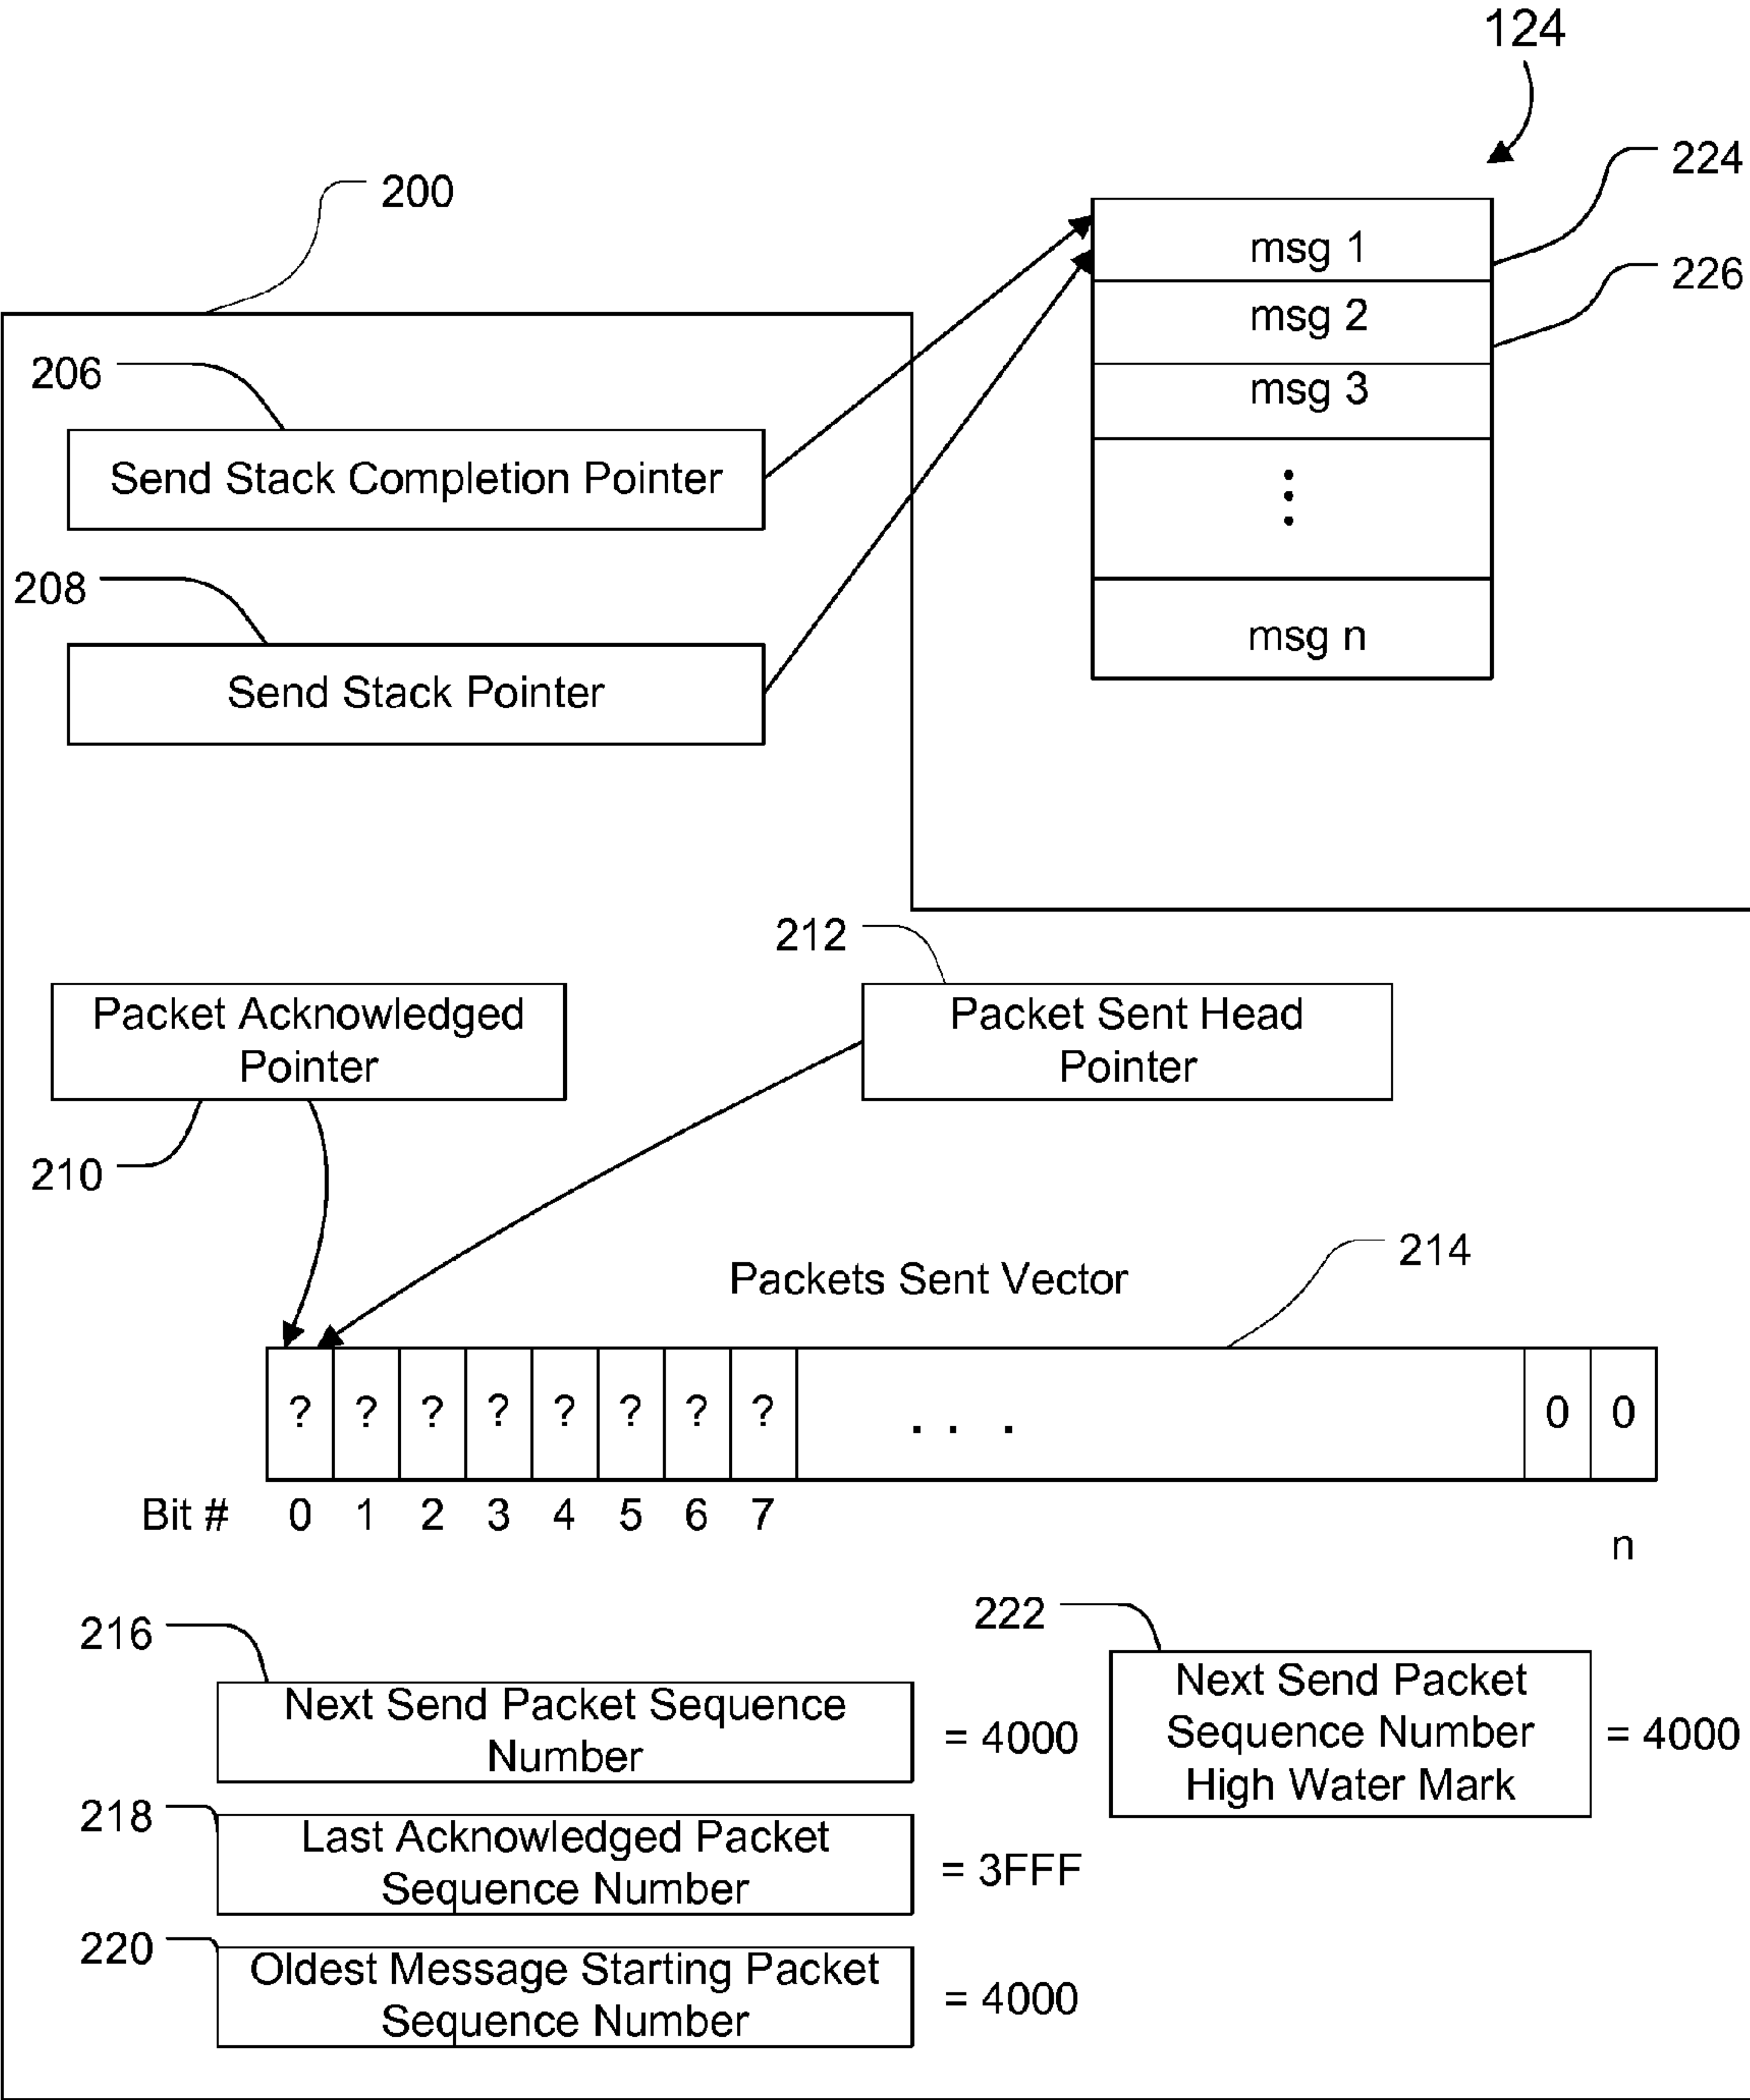 124
224
200
msg 1
226
msg 2
206
msg 3
Send Stack Completion Pointer
208
msg n
Send Stack Pointer
212
Packet Acknowledged
Pointer
Packet Sent Head
Pointer
210
214
Packets Sent Vector
? ? ? ? ? ? ? ? . . . 0 0
Bit # 0 1 2 3 4 5 6 7
n
216
222
Next Send Packet Sequence
Number
= 4000
Next Send Packet
Sequence Number
High Water Mark
= 4000
218
Last Acknowledged Packet
Sequence Number
= 3FFF
220
Oldest Message Starting Packet
Sequence Number
= 4000